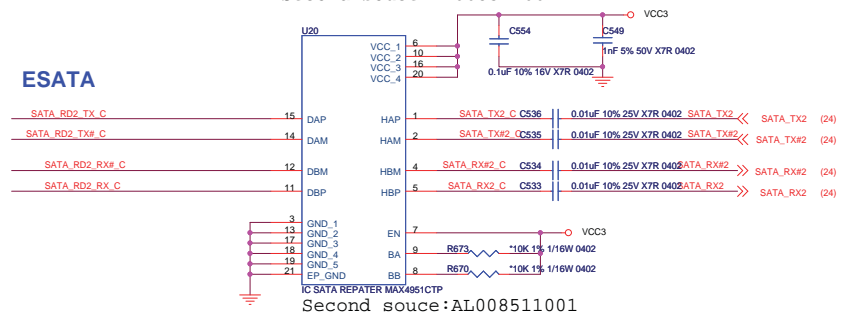 U20
VCC3
C554
C549
VCC_1 6
VCC_2 10
VCC_3 16
VCC_4 20
1nF 5% 50V X7R 0402
0.1uF 10% 16V X7R 0402
ESATA
SATA_RD2_TX_C 15 DAP HAP 1 SATA_TX2_C C536 0.01uF 10% 25V X7R 0402 SATA_TX2 SATA_TX2 (24)
SATA_RD2_TX#_C 14 DAM HAM 2 SATA_TX#2_C C535 0.01uF 10% 25V X7R 0402 SATA_TX#2 SATA_TX#2 (24)
SATA_RD2_RX#_C 12 DBM HBM 4 SATA_RX#2_C C534 0.01uF 10% 25V X7R 0402 SATA_RX#2 SATA_RX#2 (24)
SATA_RD2_RX_C 11 DBP HBP 5 SATA_RX2_C C533 0.01uF 10% 25V X7R 0402 SATA_RX2 SATA_RX2 (24)
3 GND_1
13 GND_2 EN 7 VCC3
17 GND_3
18 GND_4 BA 9 R673 *10K 1% 1/16W 0402
19 GND_5
21 EP_GND BB 8 R670 *10K 1% 1/16W 0402
IC SATA REPATER MAX4951CTP
Second souce:AL008511001